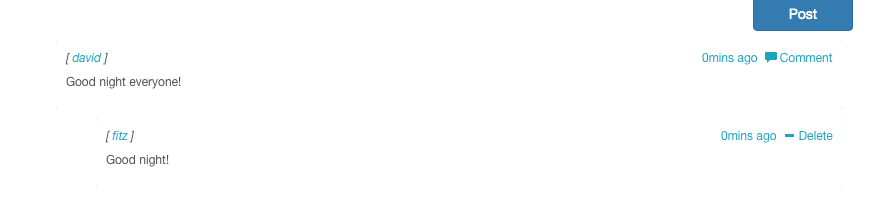 Post
[ david ] 0mins ago Comment
Good night everyone!
[ fitz ] 0mins ago Delete
Good night!